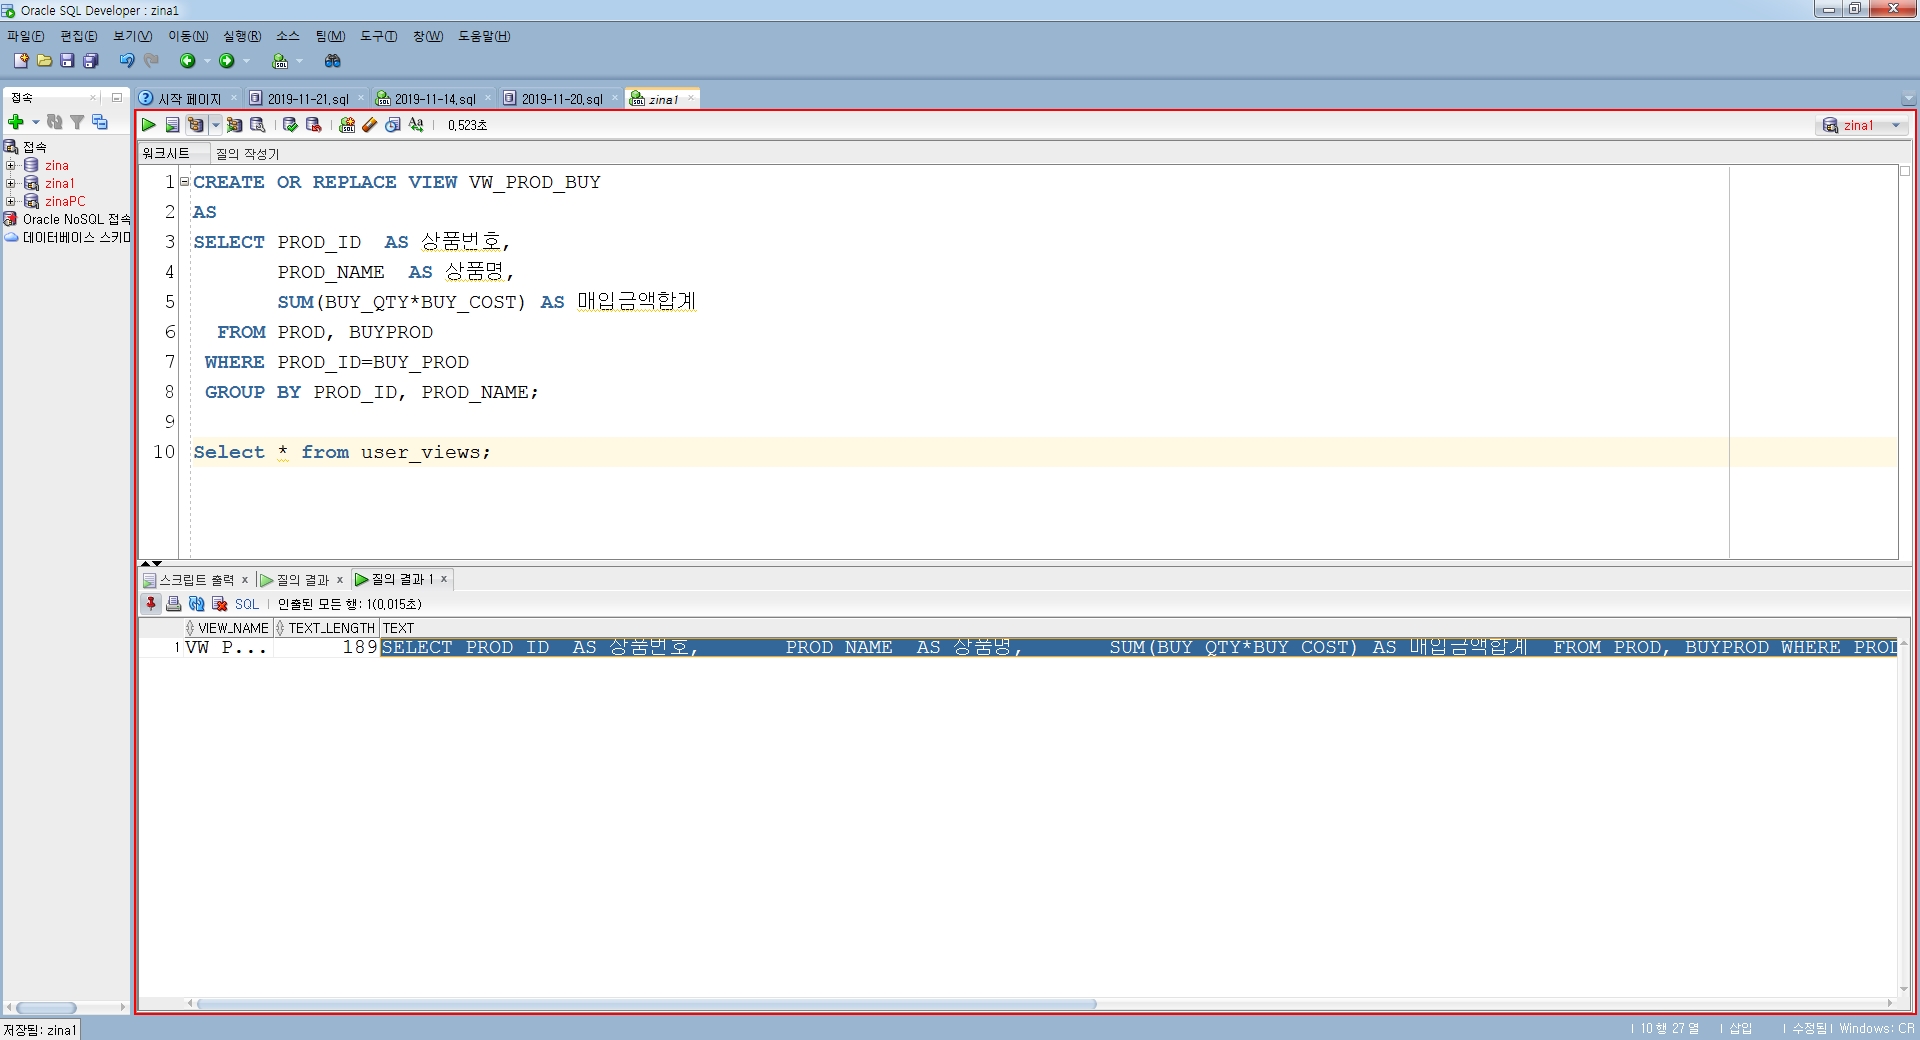 Oracle SQL Developer : zina1
파일(F) 편집(E) 보기(V) 이동(N) 실행(R) 소스 팀(M) 도구(T) 창(W) 도움말(H)
접속
시작 페이지 2019-11-21.sql 2019-11-14.sql 2019-11-20.sql zina1
0.523초 zina1
워크시트 질의 작성기
접속
zina
zina1
zinaPC
Oracle NoSQL 접속
데이터베이스 스키마
1 CREATE OR REPLACE VIEW VW_PROD_BUY
2 AS
3 SELECT PROD_ID  AS 상품번호,
4        PROD_NAME  AS 상품명,
5        SUM(BUY_QTY*BUY_COST) AS 매입금액합계
6   FROM PROD, BUYPROD
7  WHERE PROD_ID=BUY_PROD
8  GROUP BY PROD_ID, PROD_NAME;
9
10 Select * from user_views;
스크립트 출력 x 질의 결과 x 질의 결과 1 x
SQL 인출된 모든 행: 1(0.015초)
VIEW_NAME TEXT_LENGTH TEXT
1 VW_P... 189 SELECT PROD_ID  AS 상품번호,        PROD_NAME  AS 상품명,        SUM(BUY_QTY*BUY_COST) AS 매입금액합계  FROM PROD, BUYPROD WHERE PROD
저장됨: zina1
10 행 27 열 삽입 수정됨 Windows: CR